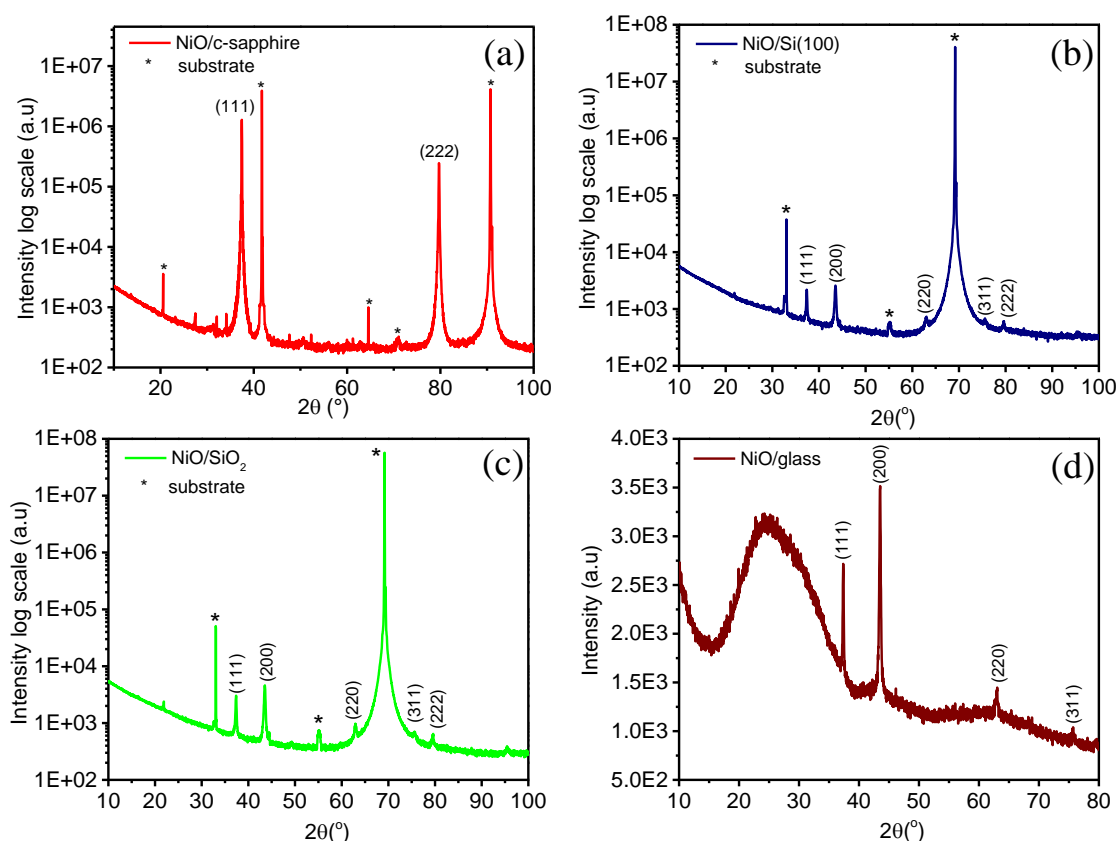 NiO/c-sapphire
* substrate
(a)
(111)
(222)
*
*
*
*
*
1E+07
1E+06
1E+05
1E+04
1E+03
1E+02
Intensity log scale (a.u)
20 40 60 80 100
2θ (°)
NiO/Si(100)
* substrate
(b)
*
(111)
(200)
*
(220)
*
(311)
(222)
1E+08
1E+07
1E+06
1E+05
1E+04
1E+03
1E+02
Intensity log scale (a.u)
10 20 30 40 50 60 70 80 90 100
2θ(°)
NiO/SiO₂
* substrate
(c)
*
(111)
(200)
*
(220)
*
(311)
(222)
1E+08
1E+07
1E+06
1E+05
1E+04
1E+03
1E+02
Intensity log scale (a.u)
10 20 30 40 50 60 70 80 90 100
2θ(°)
NiO/glass
(d)
(111)
(200)
(220)
(311)
4.0E3
3.5E3
3.0E3
2.5E3
2.0E3
1.5E3
1.0E3
5.0E2
Intensity (a.u)
10 20 30 40 50 60 70 80
2θ(°)